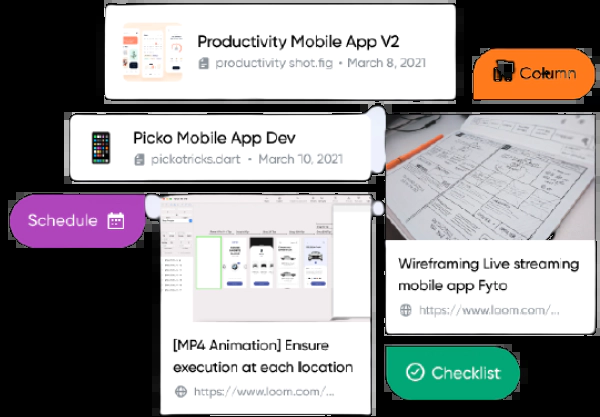 Productivity Mobile App V2
productivity shot.fig • March 8, 2021
Column
Picko Mobile App Dev
pickotricks.dart • March 10, 2021
Schedule
Wireframing Live streaming
mobile app Fyto
https://www.loom.com/...
[MP4 Animation] Ensure
execution at each location
https://www.loom.com/...
Checklist